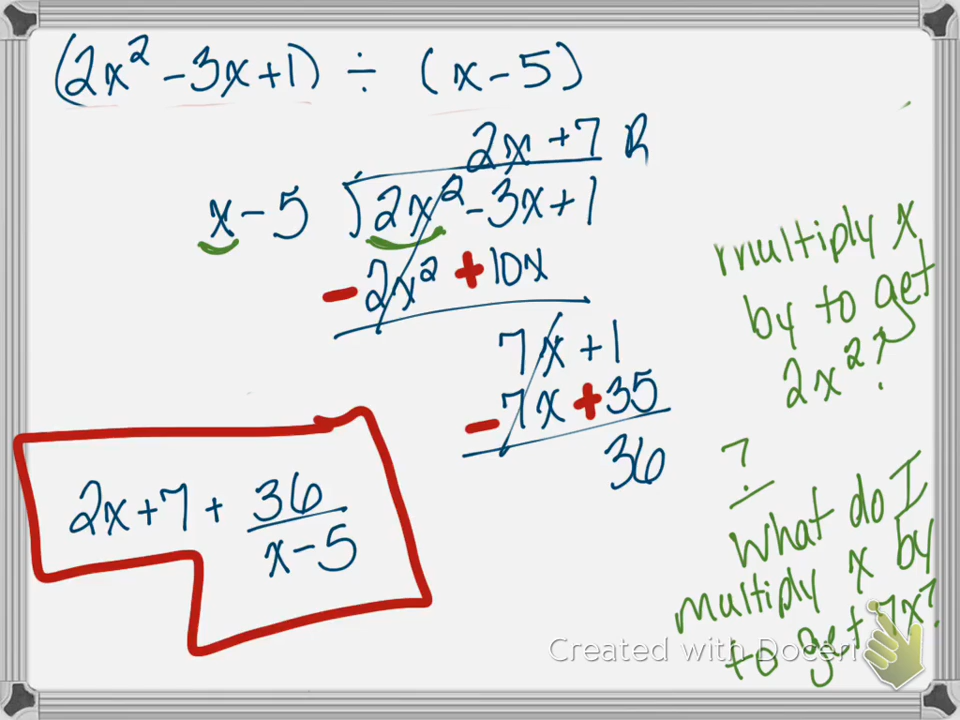 (2x² - 3x + 1) ÷ (x - 5)
2x + 7 R
x - 5 2x² - 3x + 1
- 2x² + 10x
7x + 1
- 7x + 35
36
2x + 7 + 36/(x - 5)
multiply x
by to get
2x²?
?
What do I
multiply x by
to get 7x?
Created with Doceri